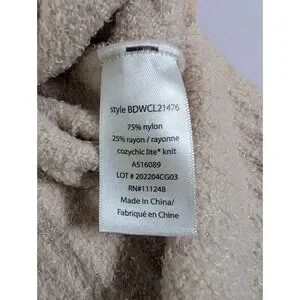 style BDWCL21476
75% nylon
25% rayon / rayonne
cozychic lite® knit
A516089
LOT # 202204CG03
RN#111248
Made in China/
Fabriqué en Chine